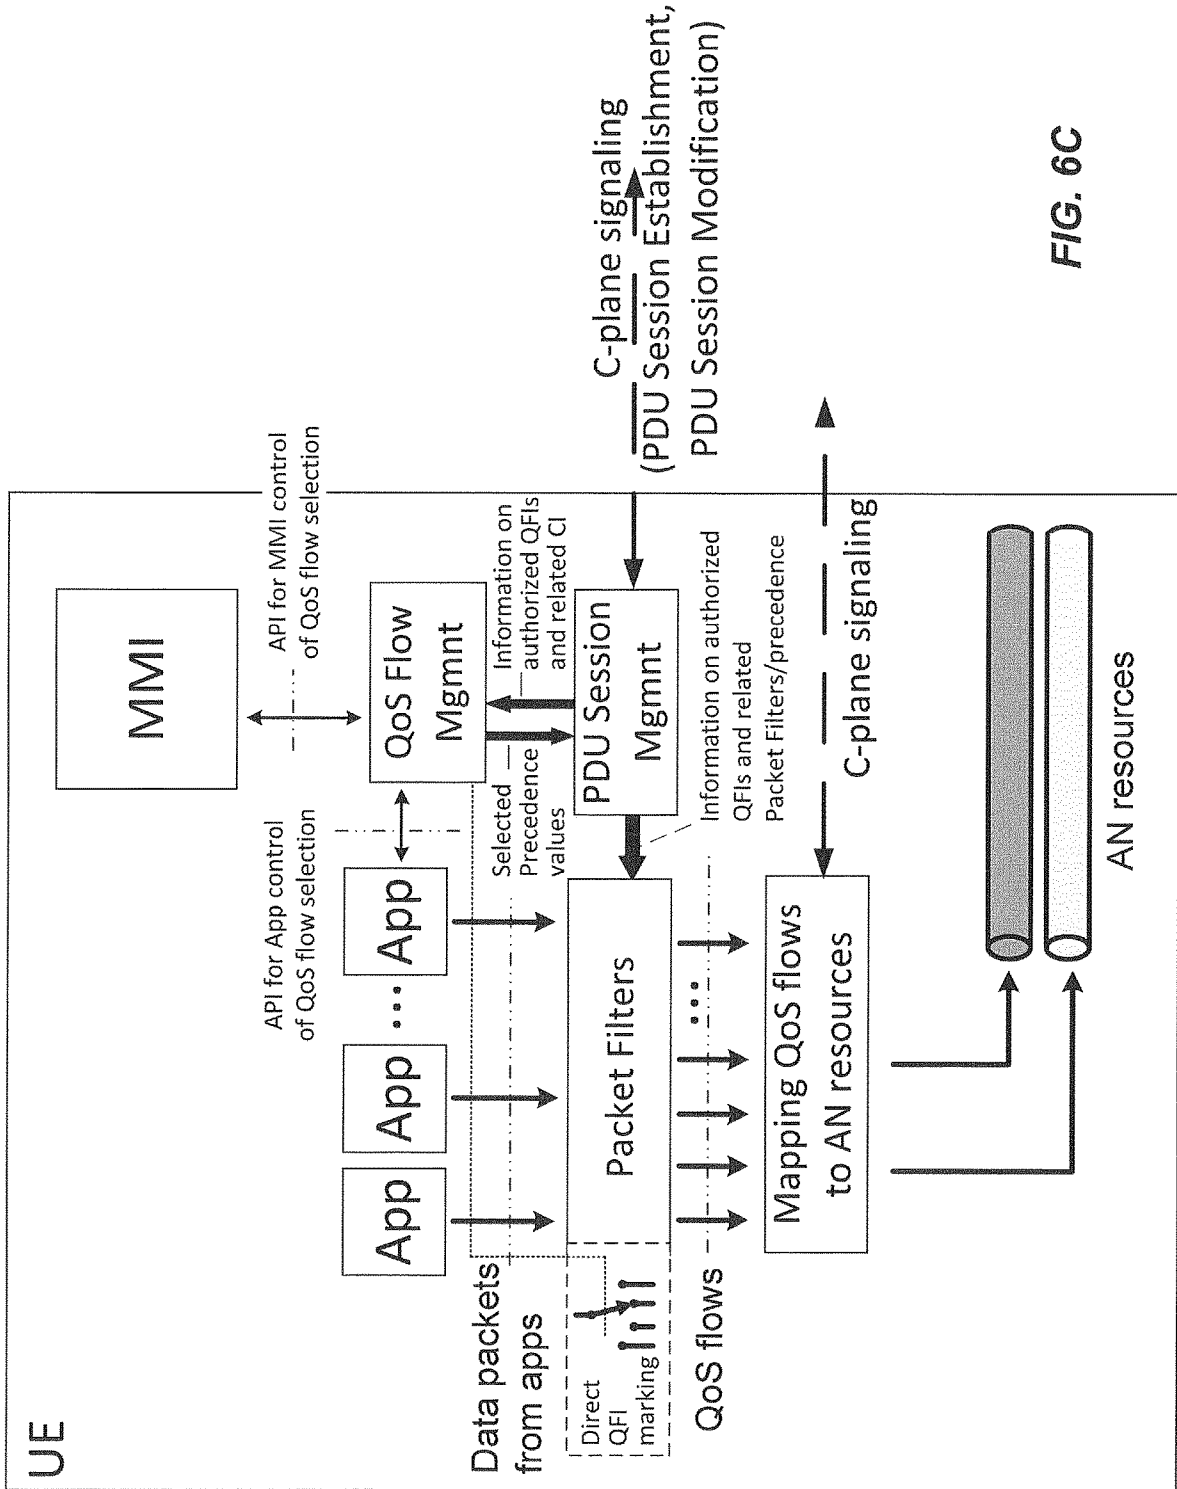 UE
MMI
API for App control
of QoS flow selection
API for MMI control
of QoS flow selection
App
App
...
App
QoS Flow
Mgmnt
Data packets
from apps
Selected
Precedence
values
Information on
authorized QFIs
and related CI
C-plane signaling
(PDU Session Establishment,
PDU Session Modification)
Direct
QFI
marking
Packet Filters
PDU Session
Mgmnt
Information on authorized
QFIs and related
Packet Filters/precedence
QoS flows
...
Mapping QoS flows
to AN resources
C-plane signaling
AN resources
FIG. 6C